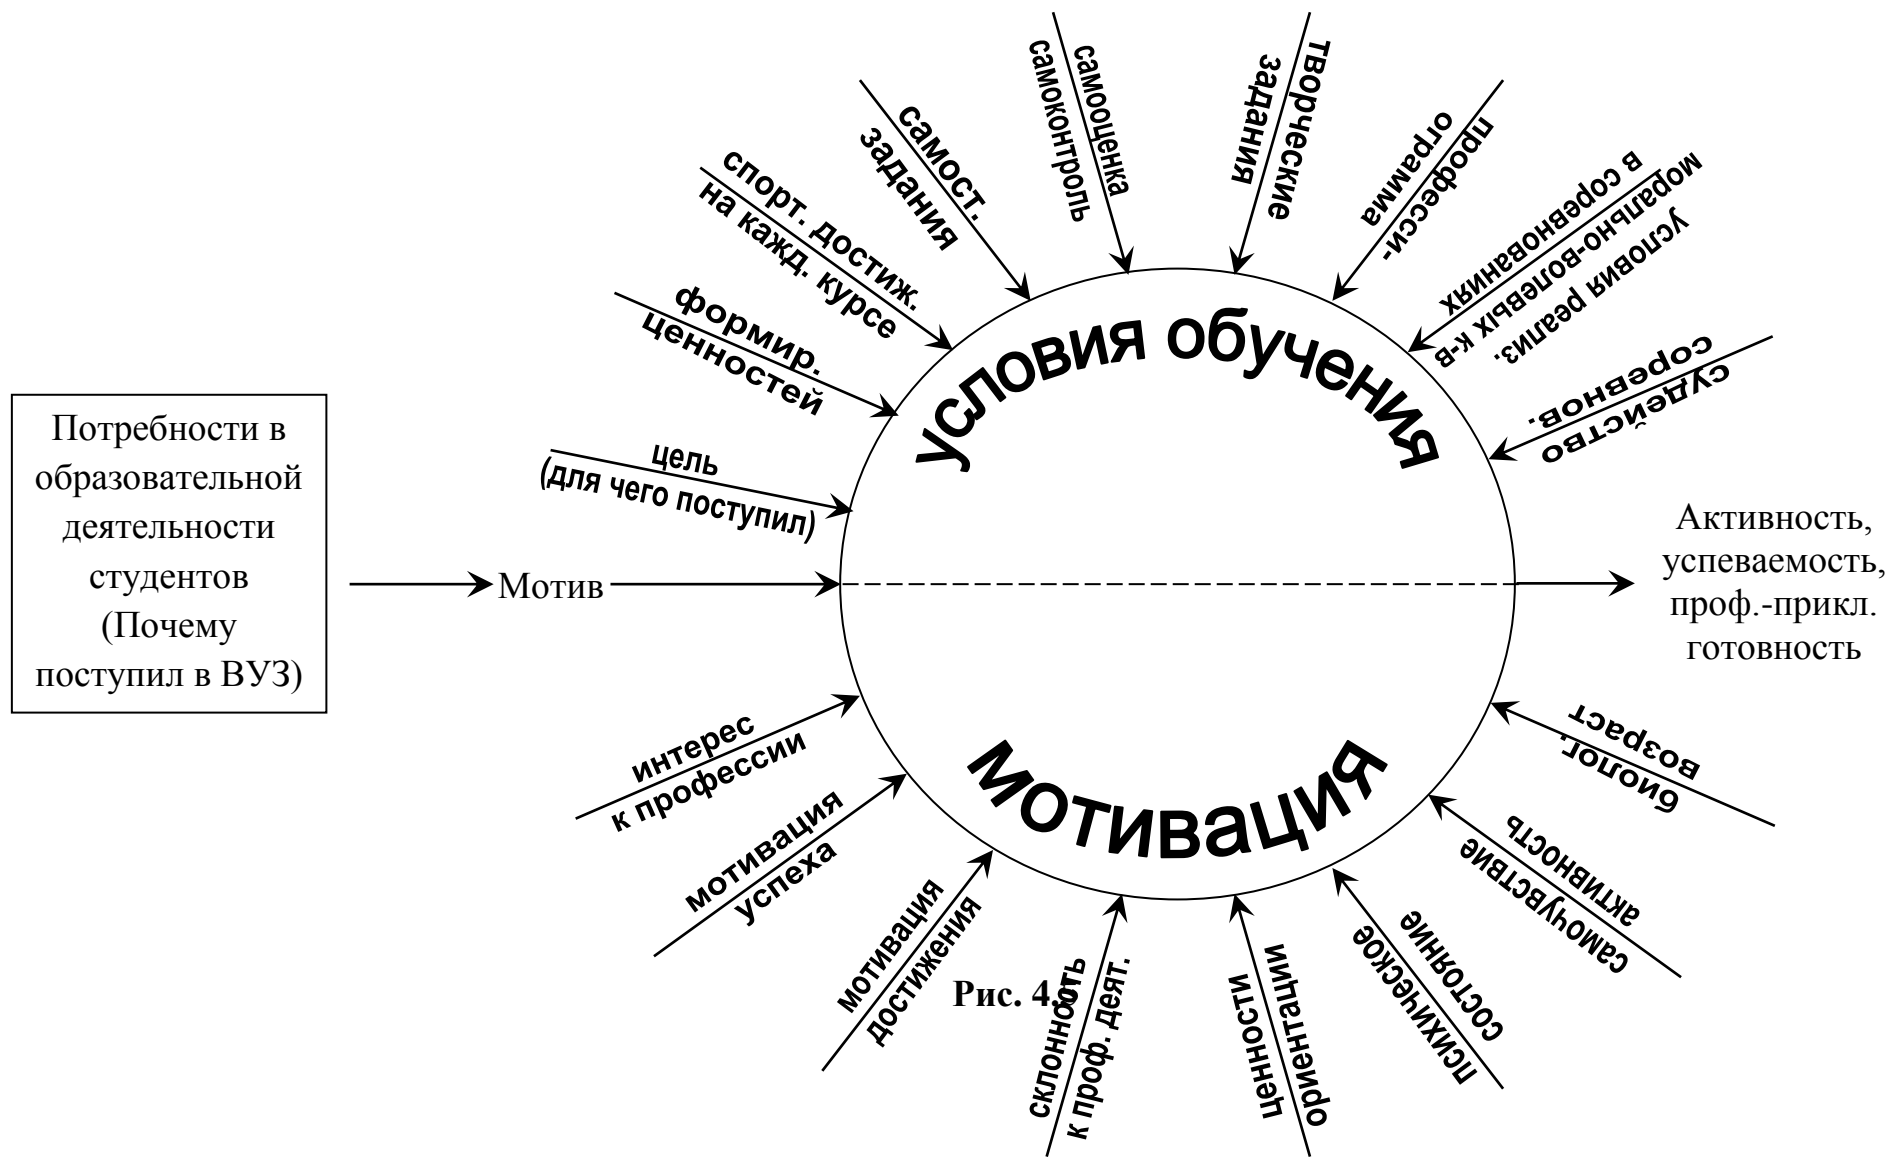 Потребности в
образовательной
деятельности
студентов
(Почему
поступил в ВУЗ)
Мотив
цель
(для чего поступил)
формир.
ценностей
спорт. достиж.
на кажд. курсе
самост.
задания
самооценка
самоконтроль
творческие
задания
професси-
ограмма
условия реализ.
морально-волевых к-в
в соревнованиях
судейство
соревнов.
условия обучения
мотивация
Активность,
успеваемость,
проф.-прикл.
готовность
интерес
к профессии
мотивация
успеха
мотивация
достижения
склонность
к проф. деят.
ценности
ориентации
психическое
состояние
самочувствие
активность
биолог.
возраст
Рис. 4.